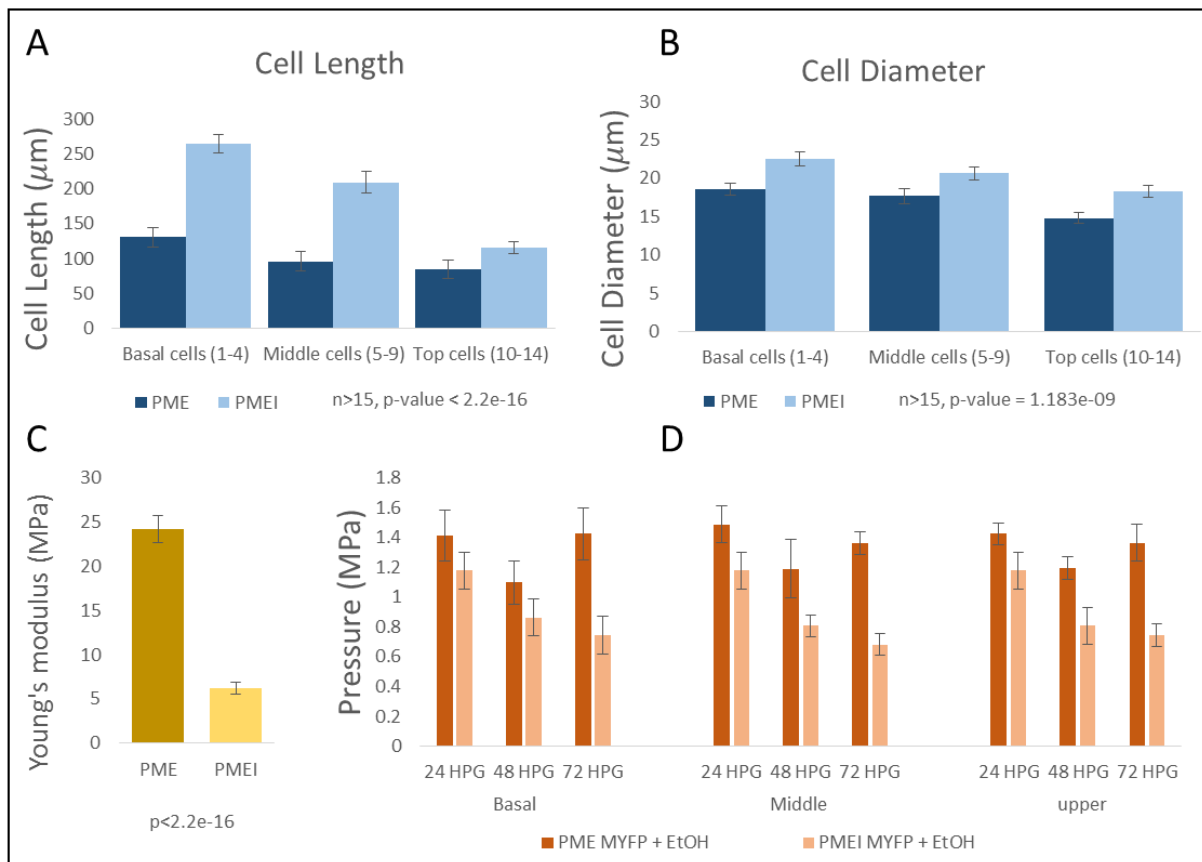 A
Cell Length
Cell Length (μm)
300
250
200
150
100
50
0
Basal cells (1-4) Middle cells (5-9) Top cells (10-14)
PME PMEI n>15, p-value < 2.2e-16
B
Cell Diameter
Cell Diameter (μm)
30
25
20
15
10
5
0
Basal cells (1-4) Middle cells (5-9) Top cells (10-14)
PME PMEI n>15, p-value = 1.183e-09
C
Young's modulus (MPa)
30
25
20
15
10
5
0
PME PMEI
p<2.2e-16
D
Pressure (MPa)
1.8
1.6
1.4
1.2
1
0.8
0.6
0.4
0.2
0
24 HPG 48 HPG 72 HPG 24 HPG 48 HPG 72 HPG 24 HPG 48 HPG 72 HPG
Basal Middle upper
PME MYFP + EtOH PMEI MYFP + EtOH